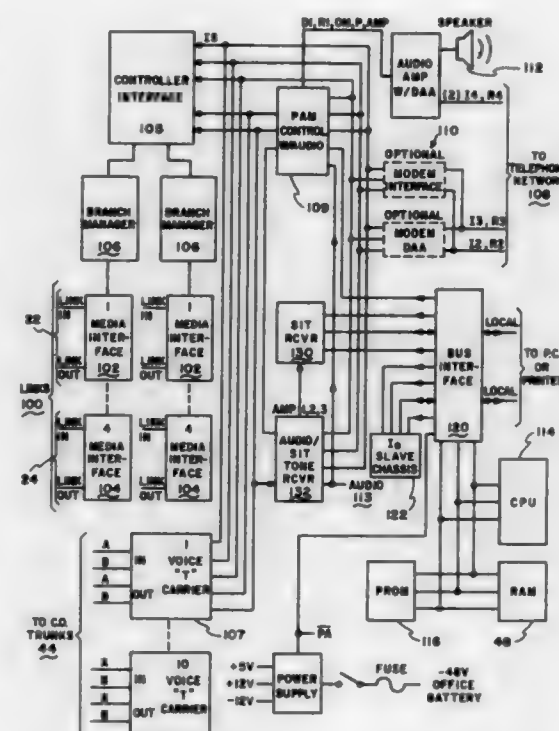 D1, R1, OM, P, AMP
SPEAKER
112
I6
CONTROLLER
INTERFACE
105
PAM
CONTROL
W/AUDIO
109
AUDIO
AMP
W/DAA
(2) I4, R4
110
OPTIONAL
MODEM
INTERFACE
OPTIONAL
MODEM
DAA
TO
TELEPHONE
NETWORK
108
I3, R3
I2, R2
BRANCH
MANAGER
106
BRANCH
MANAGER
106
LINKS
100
22
LINK
IN
LINK
OUT
1
MEDIA
INTER-
FACE
102
LINK
IN
LINK
OUT
1
MEDIA
INTER-
FACE
102
24
LINK
IN
LINK
OUT
4
MEDIA
INTER-
FACE
104
LINK
IN
LINK
OUT
4
MEDIA
INTER-
FACE
104
SIT
RCVR
130
AMP 1,2,3
AUDIO/
SIT
TONE
RCVR
132
AUDIO
113
I8
SLAVE
CHASSIS
122
BUS
INTER-
FACE
120
LOCAL
LOCAL
TO P.C.
OR
PRINTER
114
CPU
PROM
116
RAM
48
TO C.O.
TRUNKS
44
A
B
A
B
IN
OUT
1
VOICE
"T"
CARRIER
107
A
B
A
B
IN
OUT
10
VOICE
"T"
CARRIER
PA
+5V
+12V
-12V
POWER
SUPPLY
FUSE
-48V
OFFICE
BATTERY